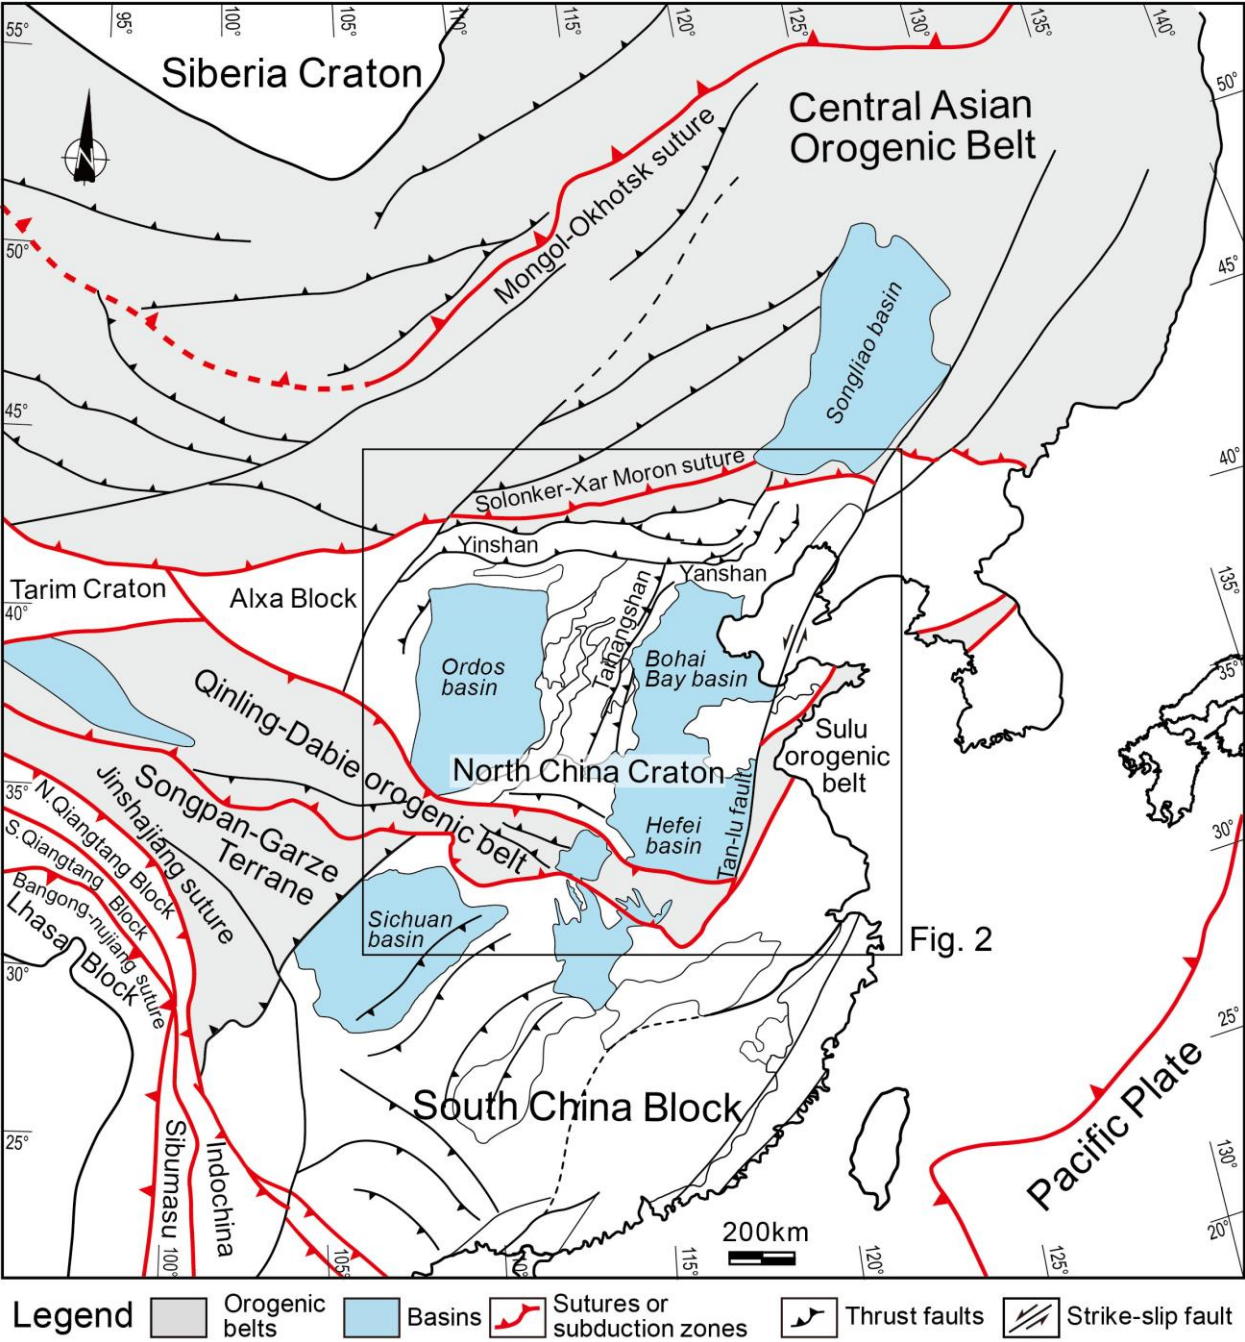 95°
100°
105°
110°
115°
120°
125°
130°
135°
140°
55°
Siberia Craton
50°
Central Asian
Orogenic Belt
N
Mongol-Okhotsk suture
50°
45°
Songliao basin
45°
40°
Solonker-Xar Moron suture
Yinshan
Yanshan
Tarim Craton
Alxa Block
40°
135°
Taihangshan
Ordos
basin
Bohai
Bay basin
35°
Qinling-Dabie orogenic belt
Sulu
orogenic
belt
North China Craton
35°
Songpan-Garze
Terrane
Jinshajiang suture
N.Qiangtang Block
S.Qiangtang Block
Bangong-nujiang suture
Lhasa Block
Hefei
basin
Tan-lu fault
30°
Sichuan
basin
Fig. 2
30°
25°
South China Block
Pacific Plate
25°
Sibumasu
Indochina
130°
20°
200km
100°
105°
110°
115°
120°
125°
Legend
Orogenic
belts
Basins
Sutures or
subduction zones
Thrust faults
Strike-slip fault